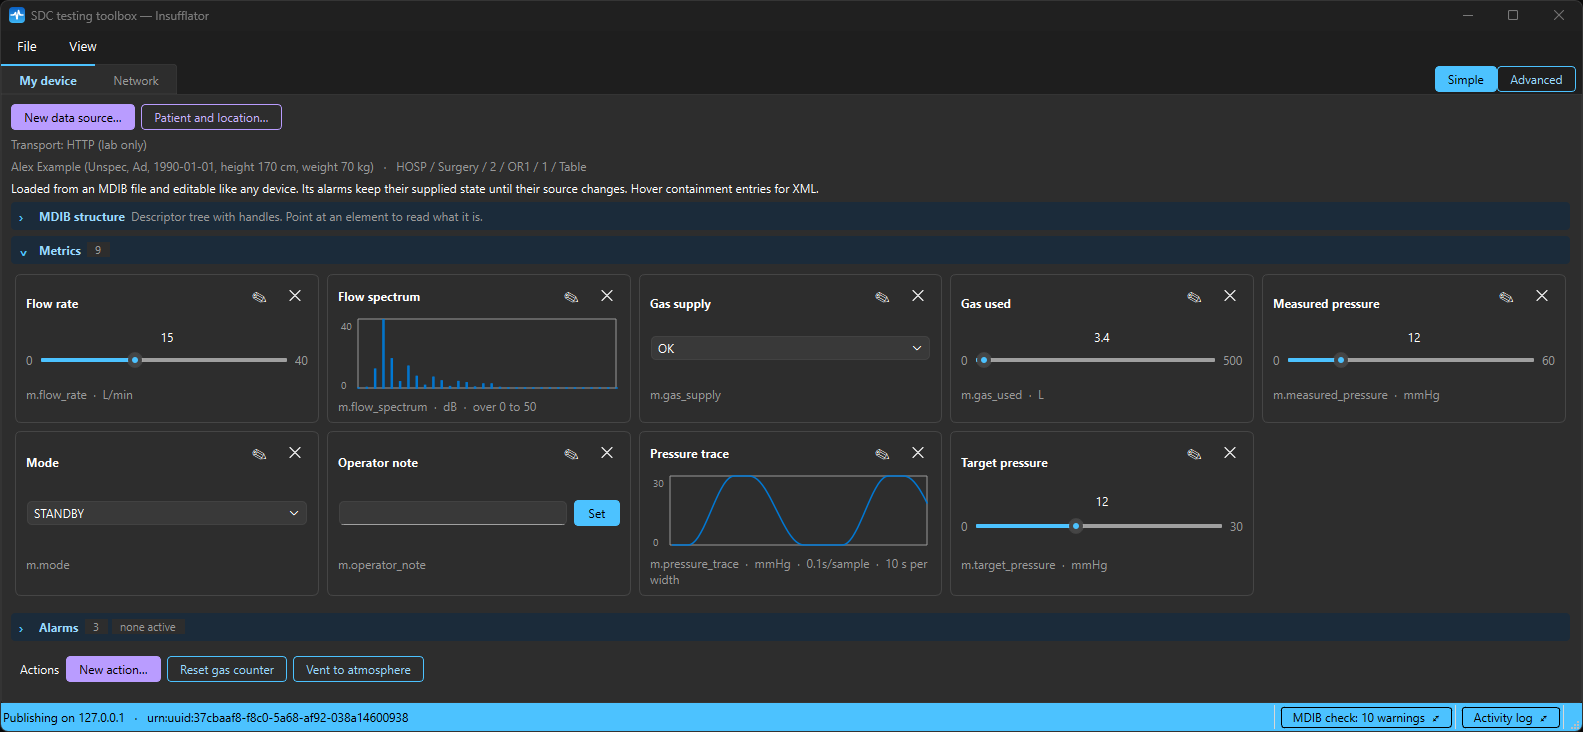 SDC testing toolbox — Insufflator
File View
My device Network
Simple Advanced
New data source... Patient and location...
Transport: HTTP (lab only)
Alex Example (Unspec, Ad, 1990-01-01, height 170 cm, weight 70 kg) · HOSP / Surgery / 2 / OR1 / 1 / Table
Loaded from an MDIB file and editable like any device. Its alarms keep their supplied state until their source changes. Hover containment entries for XML.
MDIB structure Descriptor tree with handles. Point at an element to read what it is.
Metrics 9
Flow rate
15
0 40
m.flow_rate · L/min
Flow spectrum
40
0
m.flow_spectrum · dB · over 0 to 50
Gas supply
OK
m.gas_supply
Gas used
3.4
0 500
m.gas_used · L
Measured pressure
12
0 60
m.measured_pressure · mmHg
Mode
STANDBY
m.mode
Operator note
Set
m.operator_note
Pressure trace
30
0
m.pressure_trace · mmHg · 0.1s/sample · 10 s per
width
Target pressure
12
0 30
m.target_pressure · mmHg
Alarms 3 none active
Actions New action... Reset gas counter Vent to atmosphere
Publishing on 127.0.0.1 · urn:uuid:37cbaaf8-f8c0-5a68-af92-038a14600938
MDIB check: 10 warnings Activity log